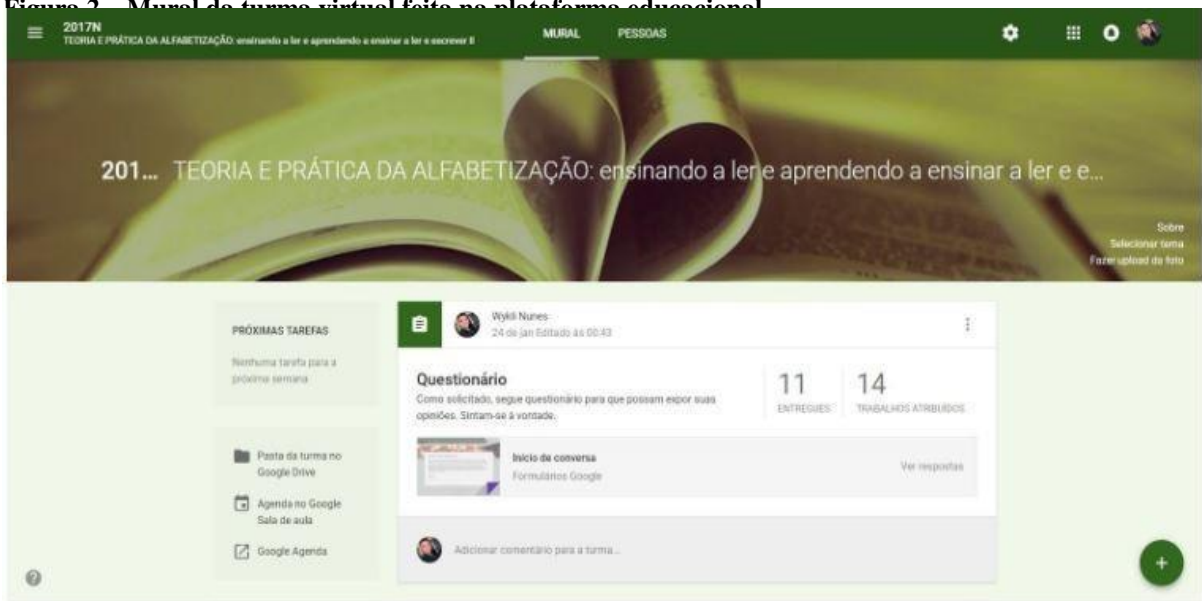 Figura 2 – Mural da turma virtual feita na plataforma educacional
2017N
TEORIA E PRÁTICA DA ALFABETIZAÇÃO: ensinando a ler e aprendendo a ensinar a ler e escrever II
MURAL
PESSOAS
201... TEORIA E PRÁTICA DA ALFABETIZAÇÃO: ensinando a ler e aprendendo a ensinar a ler e e...
Sobre
Selecionar tema
Fazer upload da foto
PRÓXIMAS TAREFAS
Nenhuma tarefa para a
próxima semana
Pasta da turma no
Google Drive
Agenda no Google
Sala de aula
Google Agenda
Wykli Nunes
24 de jan Editado às 00:43
Questionário
Como solicitado, segue questionário para que possam expor suas
opiniões. Sintam-se à vontade.
11
ENTREGUES
14
TRABALHOS ATRIBUÍDOS
Início de conversa
Formulários Google
Ver respostas
Adicionar comentário para a turma...